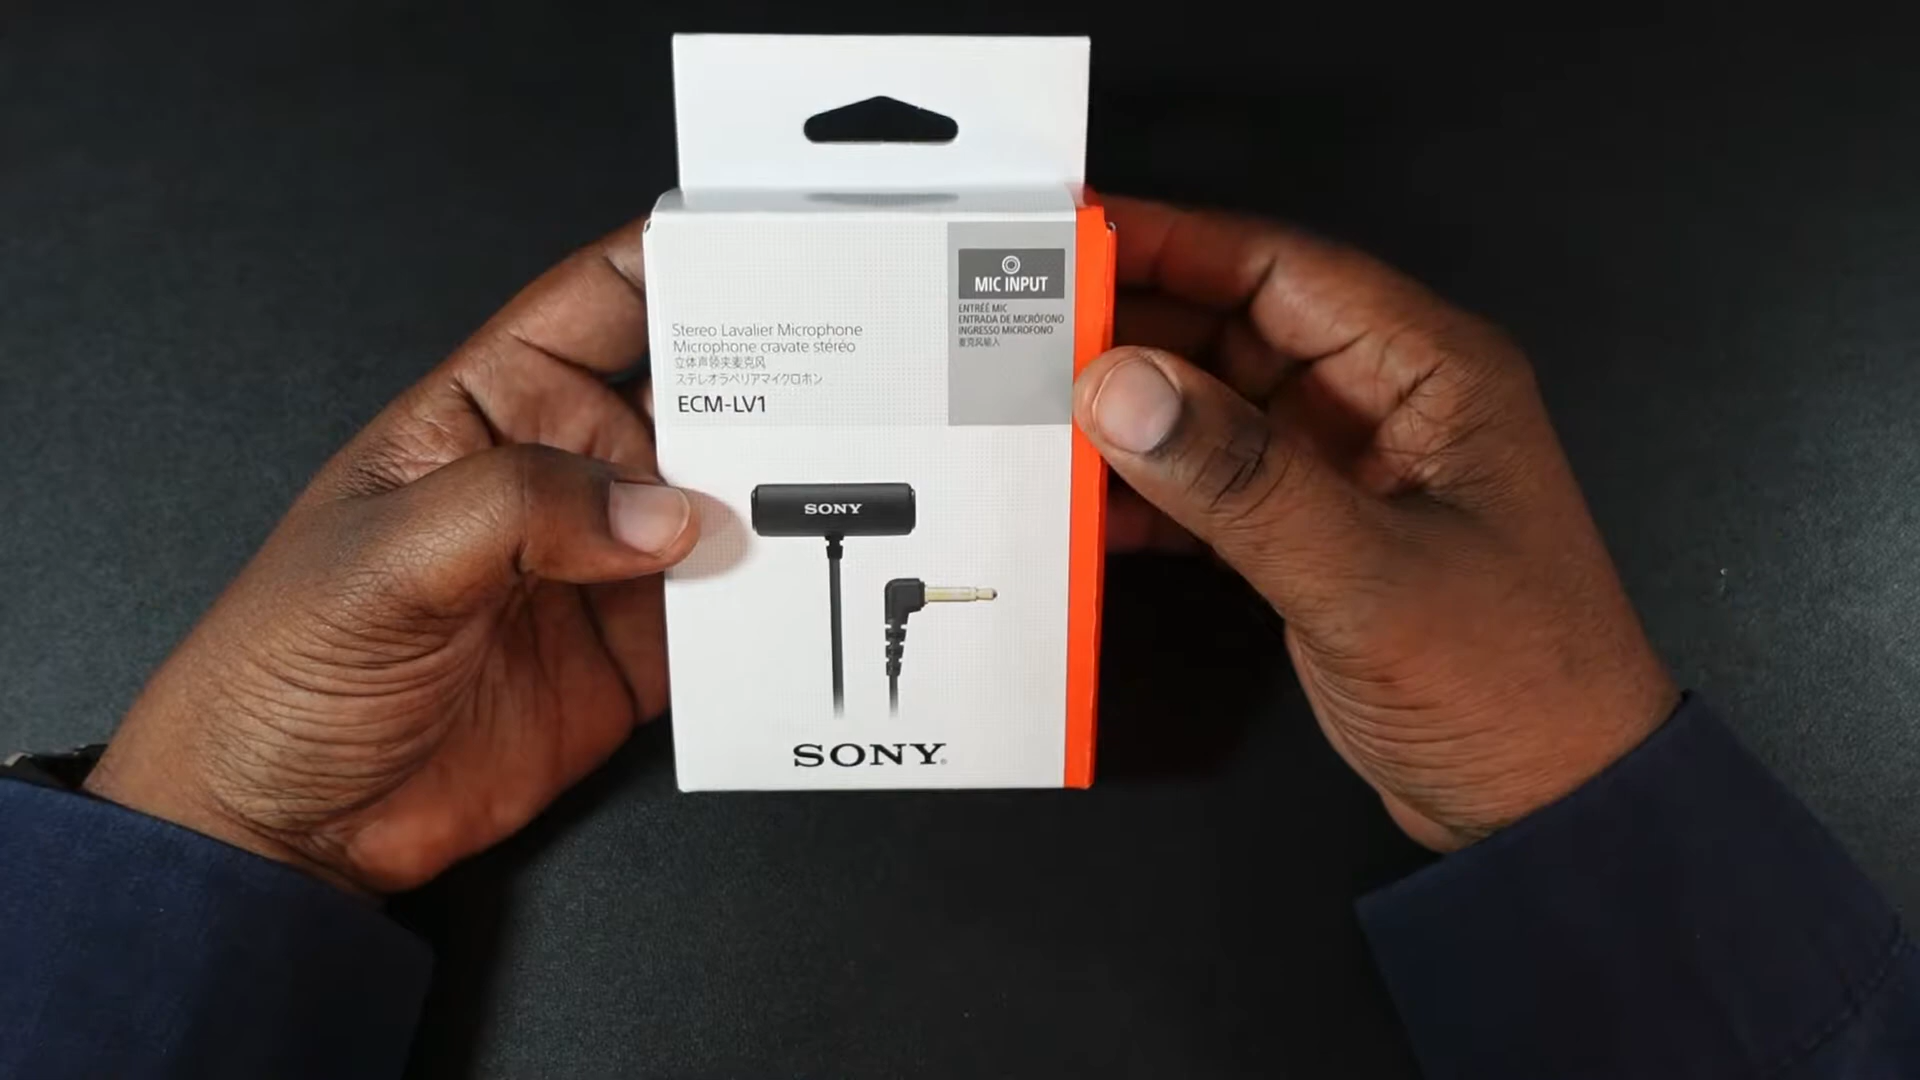 MIC INPUT
ENTRÉE MIC
ENTRADA DE MICRÓFONO
INGRESSO MICROFONO
麦克风输入
Stereo Lavalier Microphone
Microphone cravate stéréo
立体声领夹麦克风
ステレオラベリアマイクロホン
ECM-LV1
SONY
SONY